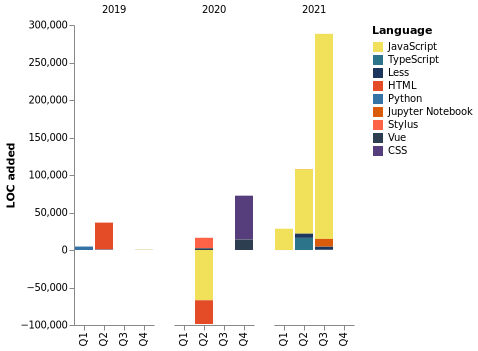 2019 2020 2021
Language
JavaScript
TypeScript
Less
HTML
Python
Jupyter Notebook
Stylus
Vue
CSS
LOC added
300,000
250,000
200,000
150,000
100,000
50,000
0
−50,000
−100,000
Q1 Q2 Q3 Q4 Q1 Q2 Q3 Q4 Q1 Q2 Q3 Q4